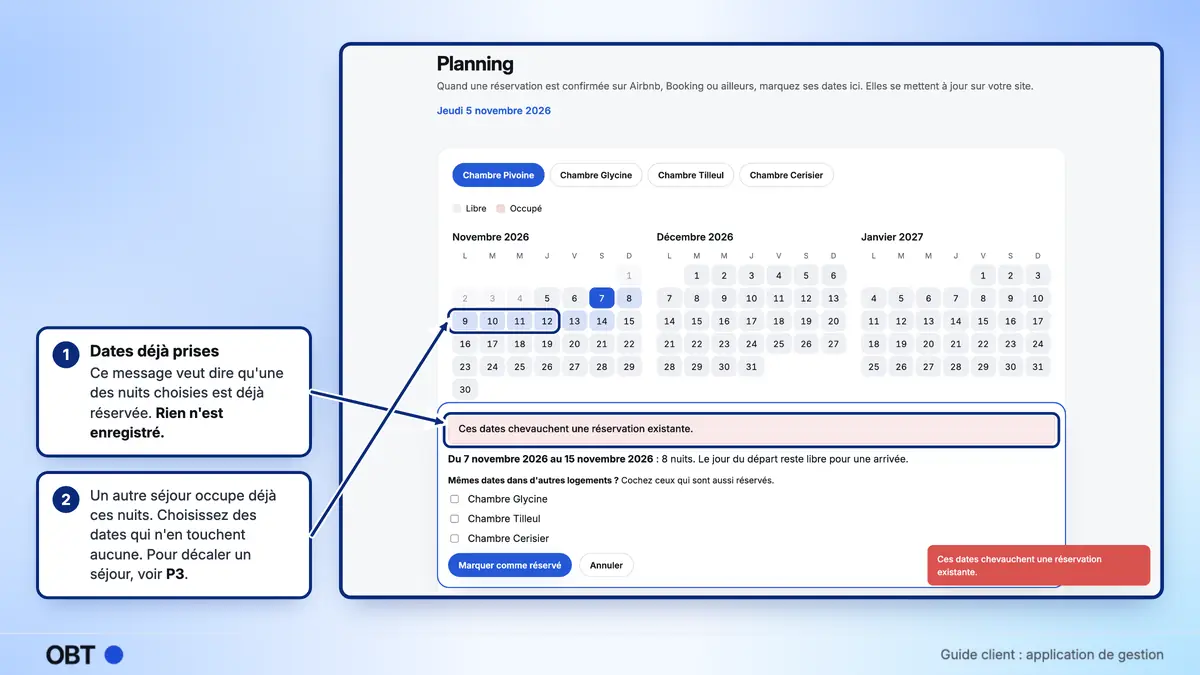 Planning
Quand une réservation est confirmée sur Airbnb, Booking ou ailleurs, marquez ses dates ici. Elles se mettent à jour sur votre site.
Jeudi 5 novembre 2026
Chambre Pivoine Chambre Glycine Chambre Tilleul Chambre Cerisier
Libre Occupé
Novembre 2026
L M M J V S D
1
2 3 4 5 6 7 8
9 10 11 12 13 14 15
16 17 18 19 20 21 22
23 24 25 26 27 28 29
30
Décembre 2026
L M M J V S D
1 2 3 4 5 6
7 8 9 10 11 12 13
14 15 16 17 18 19 20
21 22 23 24 25 26 27
28 29 30 31
Janvier 2027
L M M J V S D
1 2 3
4 5 6 7 8 9 10
11 12 13 14 15 16 17
18 19 20 21 22 23 24
25 26 27 28 29 30 31
Ces dates chevauchent une réservation existante.
Du 7 novembre 2026 au 15 novembre 2026 : 8 nuits. Le jour du départ reste libre pour une arrivée.
Mêmes dates dans d'autres logements ? Cochez ceux qui sont aussi réservés.
Chambre Glycine
Chambre Tilleul
Chambre Cerisier
Marquer comme réservé Annuler
Ces dates chevauchent une réservation
existante.
1 Dates déjà prises
Ce message veut dire qu'une
des nuits choisies est déjà
réservée. Rien n'est
enregistré.
2 Un autre séjour occupe déjà
ces nuits. Choisissez des
dates qui n'en touchent
aucune. Pour décaler un
séjour, voir P3.
OBT
Guide client : application de gestion